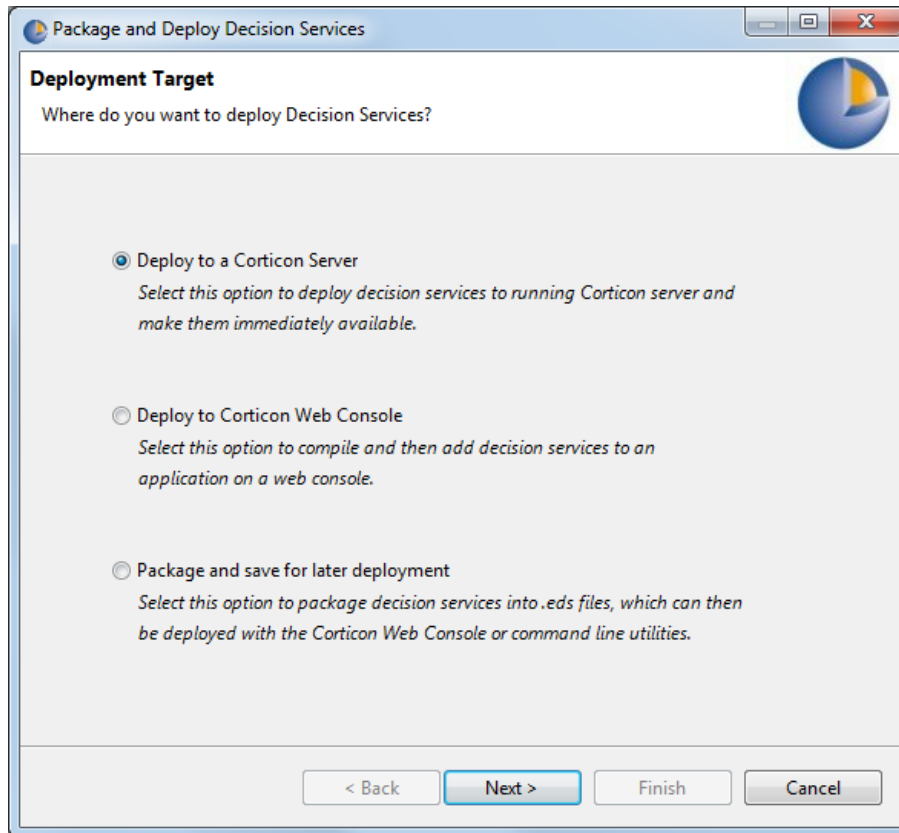 Package and Deploy Decision Services
Deployment Target
Where do you want to deploy Decision Services?
Deploy to a Corticon Server
Select this option to deploy decision services to running Corticon server and
make them immediately available.
Deploy to Corticon Web Console
Select this option to compile and then add decision services to an
application on a web console.
Package and save for later deployment
Select this option to package decision services into .eds files, which can then
be deployed with the Corticon Web Console or command line utilities.
< Back Next > Finish Cancel